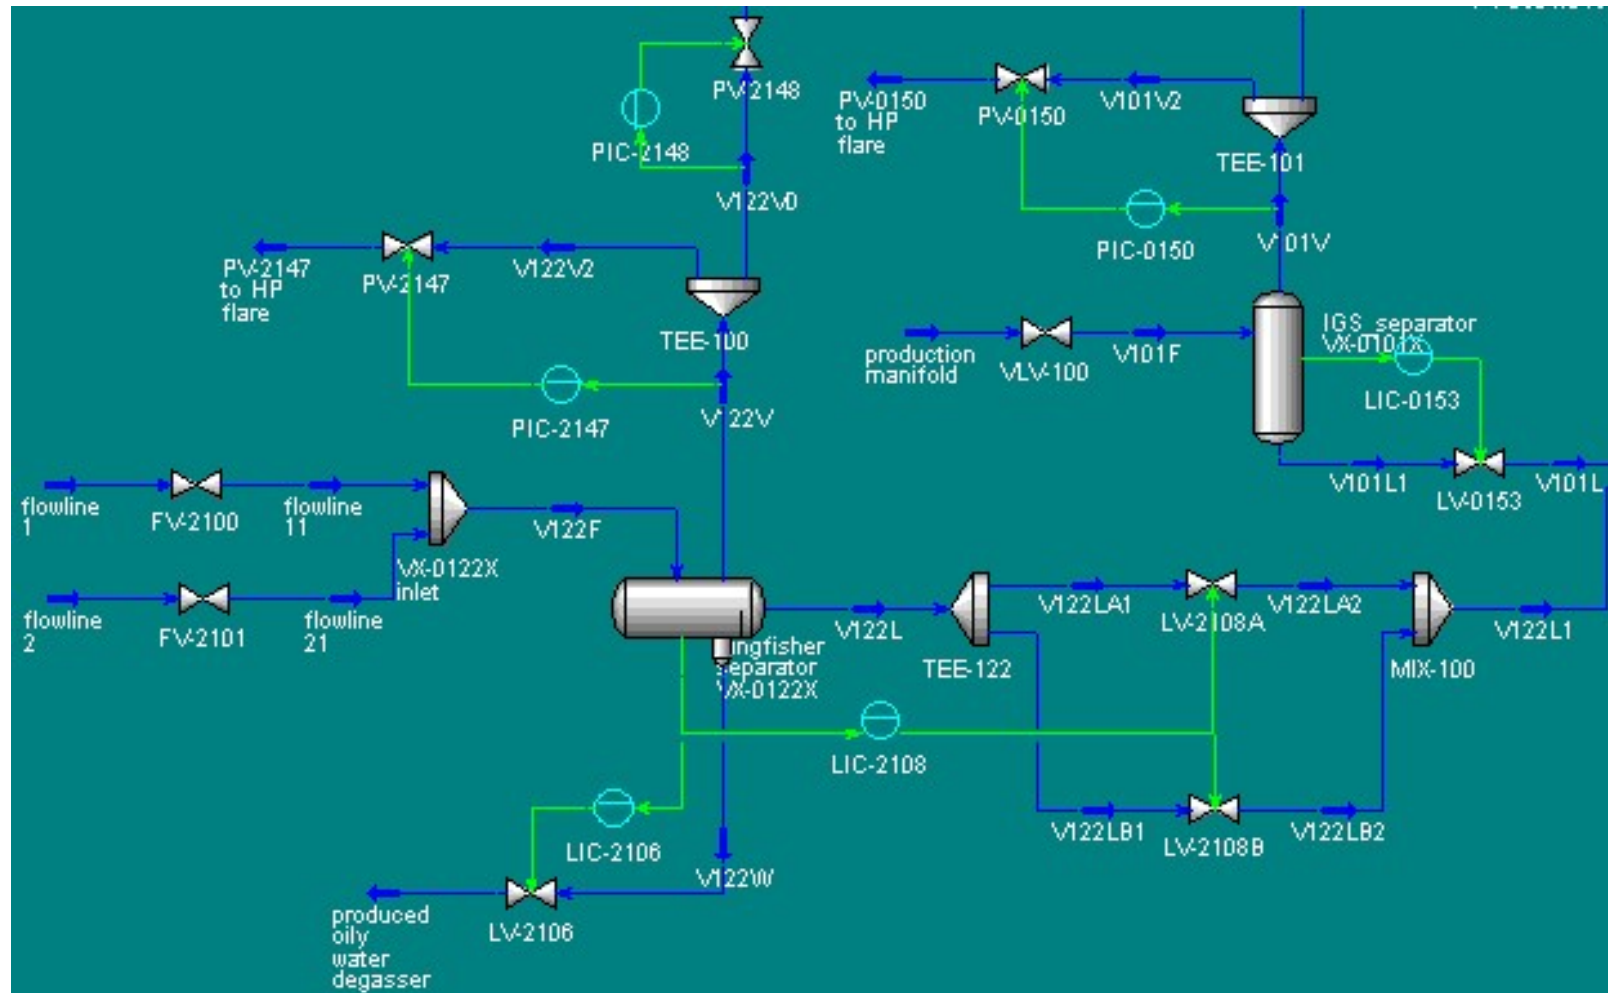 PV-2148
PIC-2148
V122V0
PV-0150
to HP
flare
PV-0150
V101V2
TEE-101
PIC-0150
V101V
PV-2147
to HP
flare
PV-2147
V122V2
TEE-100
PIC-2147
V122V
production
manifold
VLV-100
V101F
IGS separator
VX-0101X
LIC-0153
V101L1
LV-0153
V101L
flowline
1
FV-2100
flowline
11
VX-0122X
inlet
V122F
flowline
2
FV-2101
flowline
21
ingfisher
separator
VX-0122X
V122L
TEE-122
V122LA1
LV-2108A
V122LA2
MIX-100
V122L1
LIC-2108
V122LB1
LV-2108B
V122LB2
LIC-2106
V122W
LV-2106
produced
oily
water
degasser